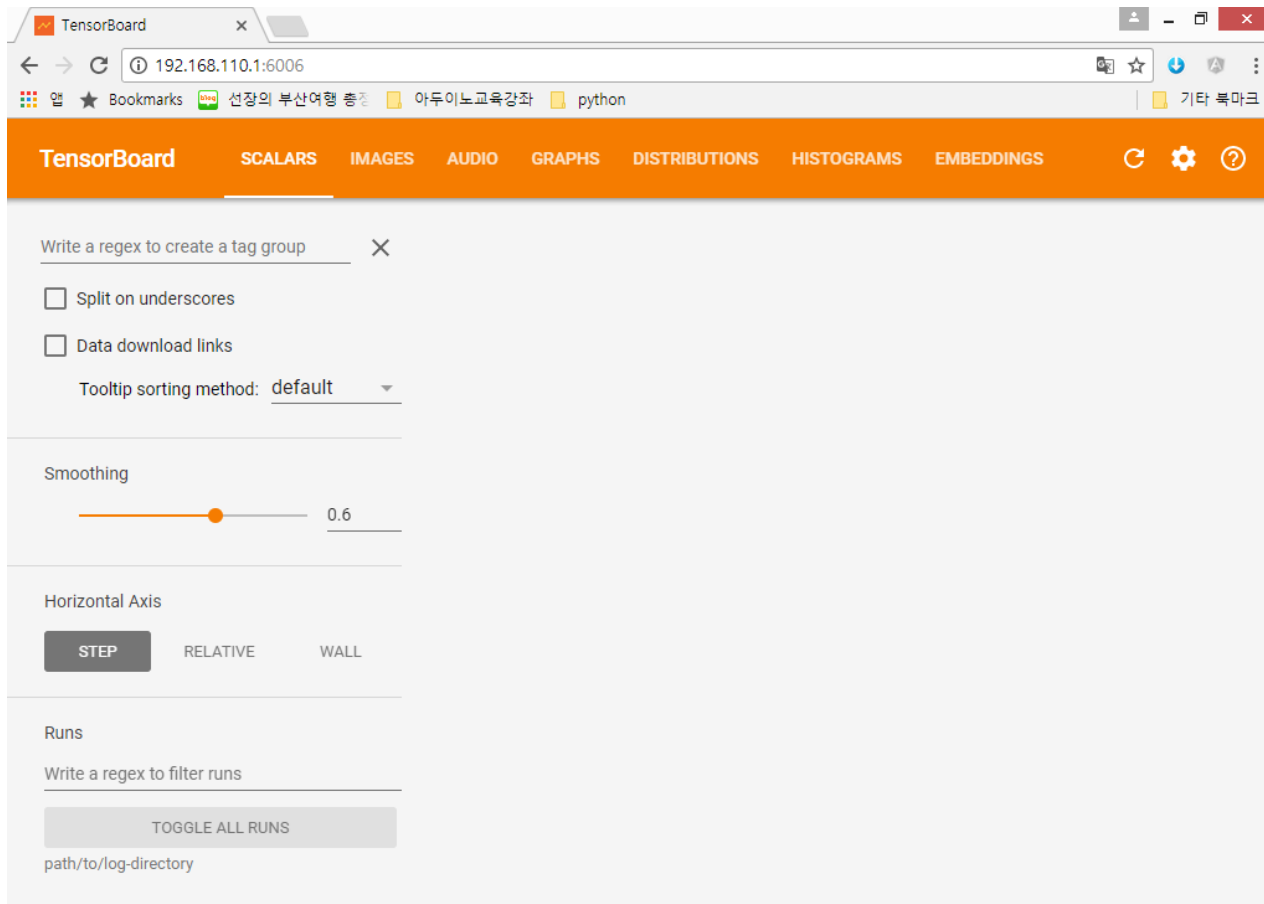 TensorBoard
192.168.110.1:6006
앱 Bookmarks blog 선장의 부산여행 총정 아두이노교육강좌 python 기타 북마크
TensorBoard SCALARS IMAGES AUDIO GRAPHS DISTRIBUTIONS HISTOGRAMS EMBEDDINGS
Write a regex to create a tag group
Split on underscores
Data download links
Tooltip sorting method: default
Smoothing
0.6
Horizontal Axis
STEP RELATIVE WALL
Runs
Write a regex to filter runs
TOGGLE ALL RUNS
path/to/log-directory